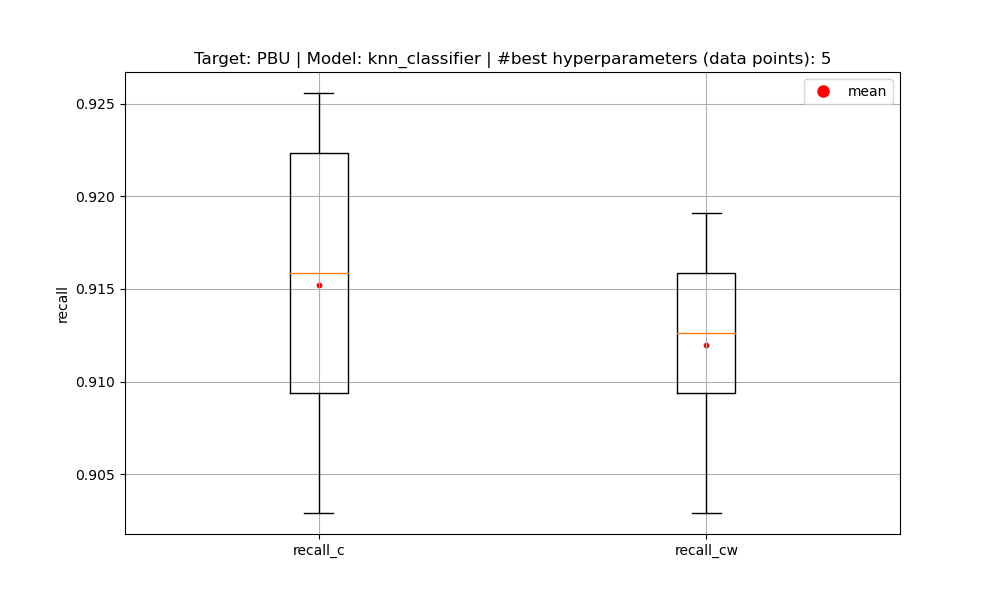 Target: PBU | Model: knn_classifier | #best hyperparameters (data points): 5
mean
0.925
0.920
0.915
0.910
0.905
recall
recall_c
recall_cw